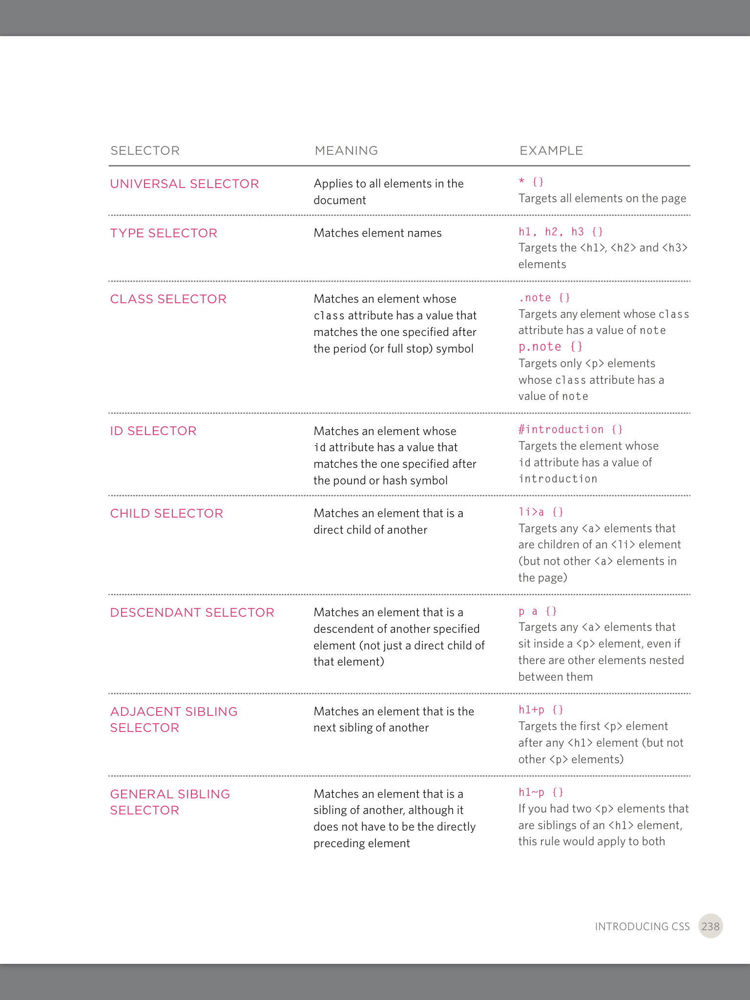 SELECTOR MEANING EXAMPLE
UNIVERSAL SELECTOR
Applies to all elements in the
document
* {}
Targets all elements on the page
TYPE SELECTOR
Matches element names
h1, h2, h3 {}
Targets the <h1>, <h2> and <h3>
elements
CLASS SELECTOR
Matches an element whose
class attribute has a value that
matches the one specified after
the period (or full stop) symbol
.note {}
Targets any element whose class
attribute has a value of note
p.note {}
Targets only <p> elements
whose class attribute has a
value of note
ID SELECTOR
Matches an element whose
id attribute has a value that
matches the one specified after
the pound or hash symbol
#introduction {}
Targets the element whose
id attribute has a value of
introduction
CHILD SELECTOR
Matches an element that is a
direct child of another
li>a {}
Targets any <a> elements that
are children of an <li> element
(but not other <a> elements in
the page)
DESCENDANT SELECTOR
Matches an element that is a
descendent of another specified
element (not just a direct child of
that element)
p a {}
Targets any <a> elements that
sit inside a <p> element, even if
there are other elements nested
between them
ADJACENT SIBLING
SELECTOR
Matches an element that is the
next sibling of another
h1+p {}
Targets the first <p> element
after any <h1> element (but not
other <p> elements)
GENERAL SIBLING
SELECTOR
Matches an element that is a
sibling of another, although it
does not have to be the directly
preceding element
h1~p {}
If you had two <p> elements that
are siblings of an <h1> element,
this rule would apply to both
INTRODUCING CSS 238